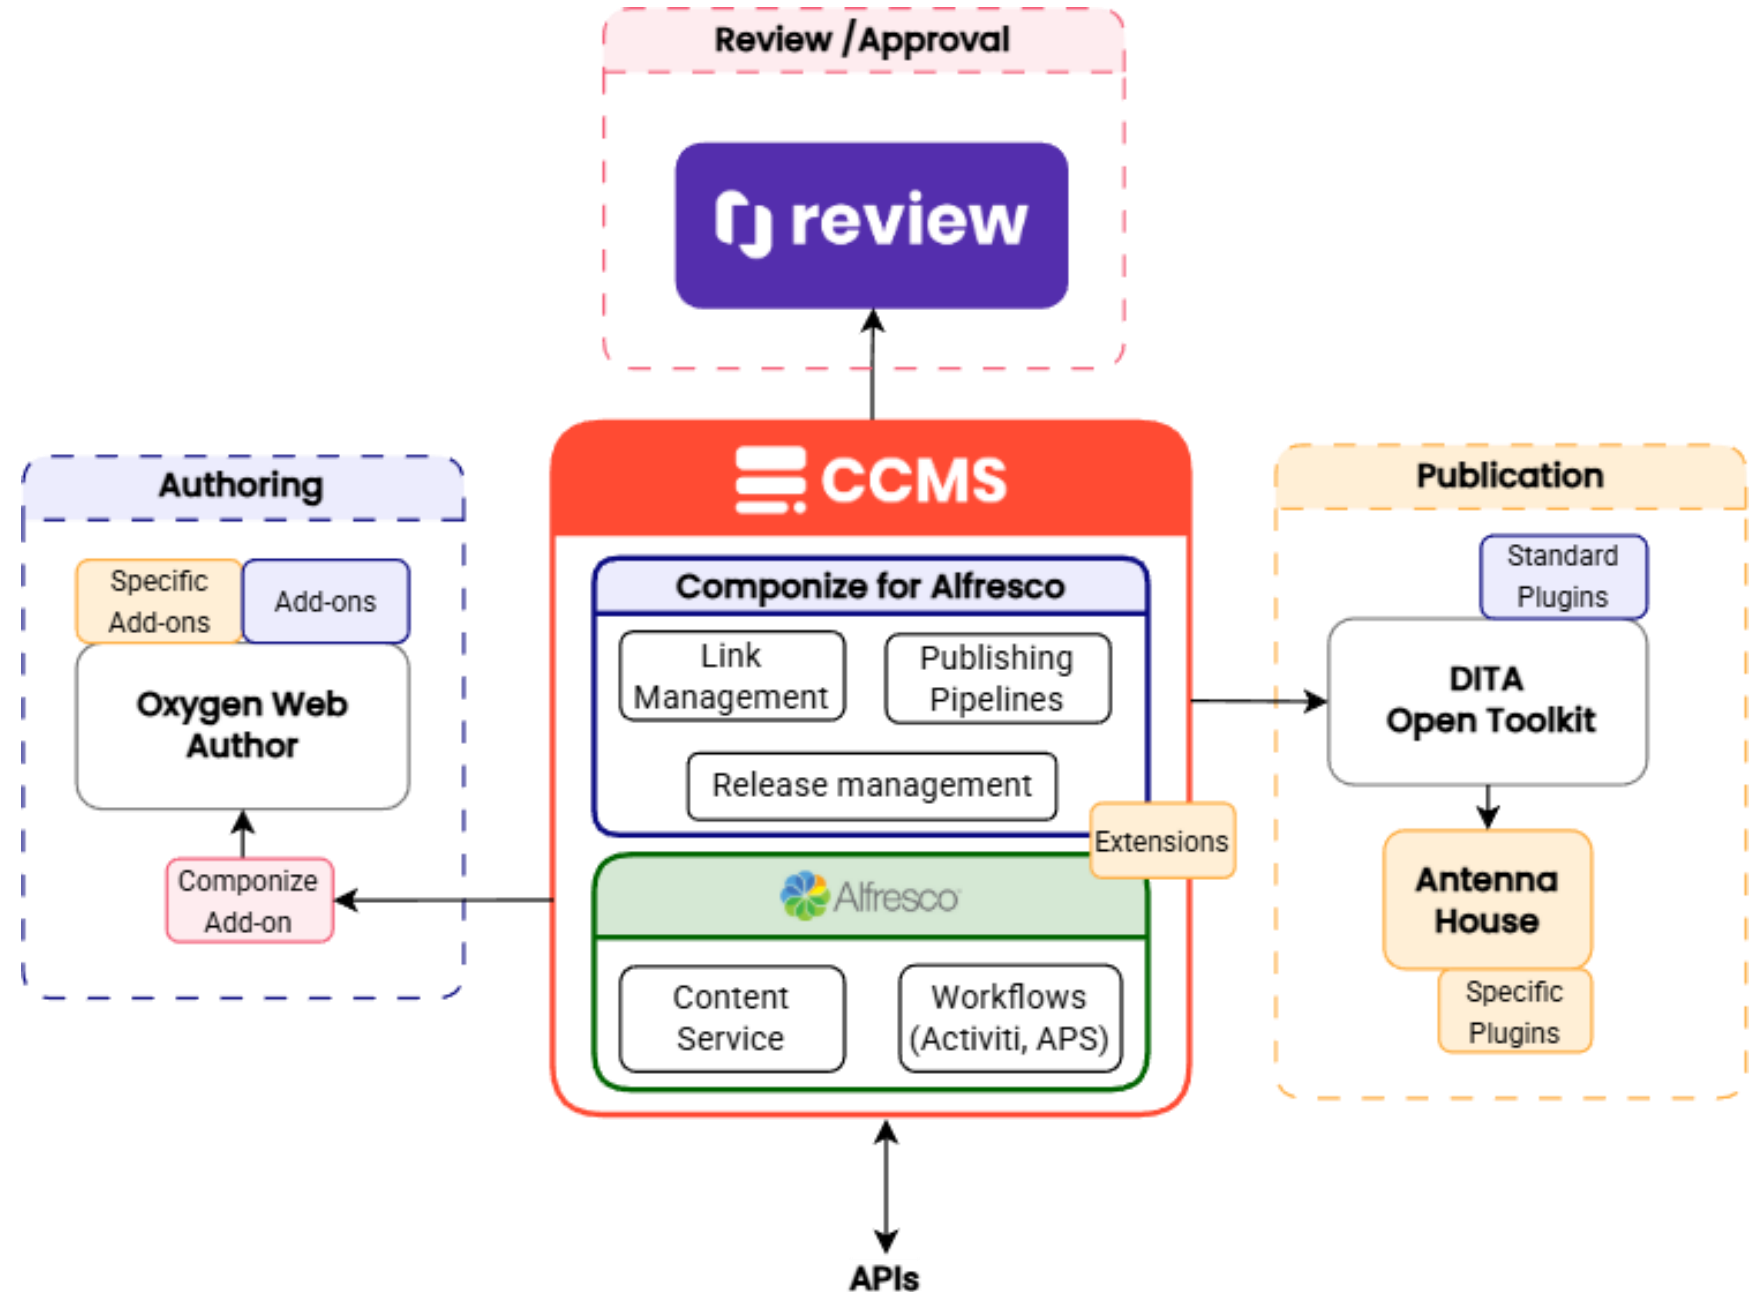 Review /Approval
review
CCMS
Authoring
Specific
Add-ons
Add-ons
Oxygen Web
Author
Componize
Add-on
Componize for Alfresco
Link
Management
Publishing
Pipelines
Release management
Extensions
Alfresco
Content
Service
Workflows
(Activiti, APS)
Publication
Standard
Plugins
DITA
Open Toolkit
Antenna
House
Specific
Plugins
APIs